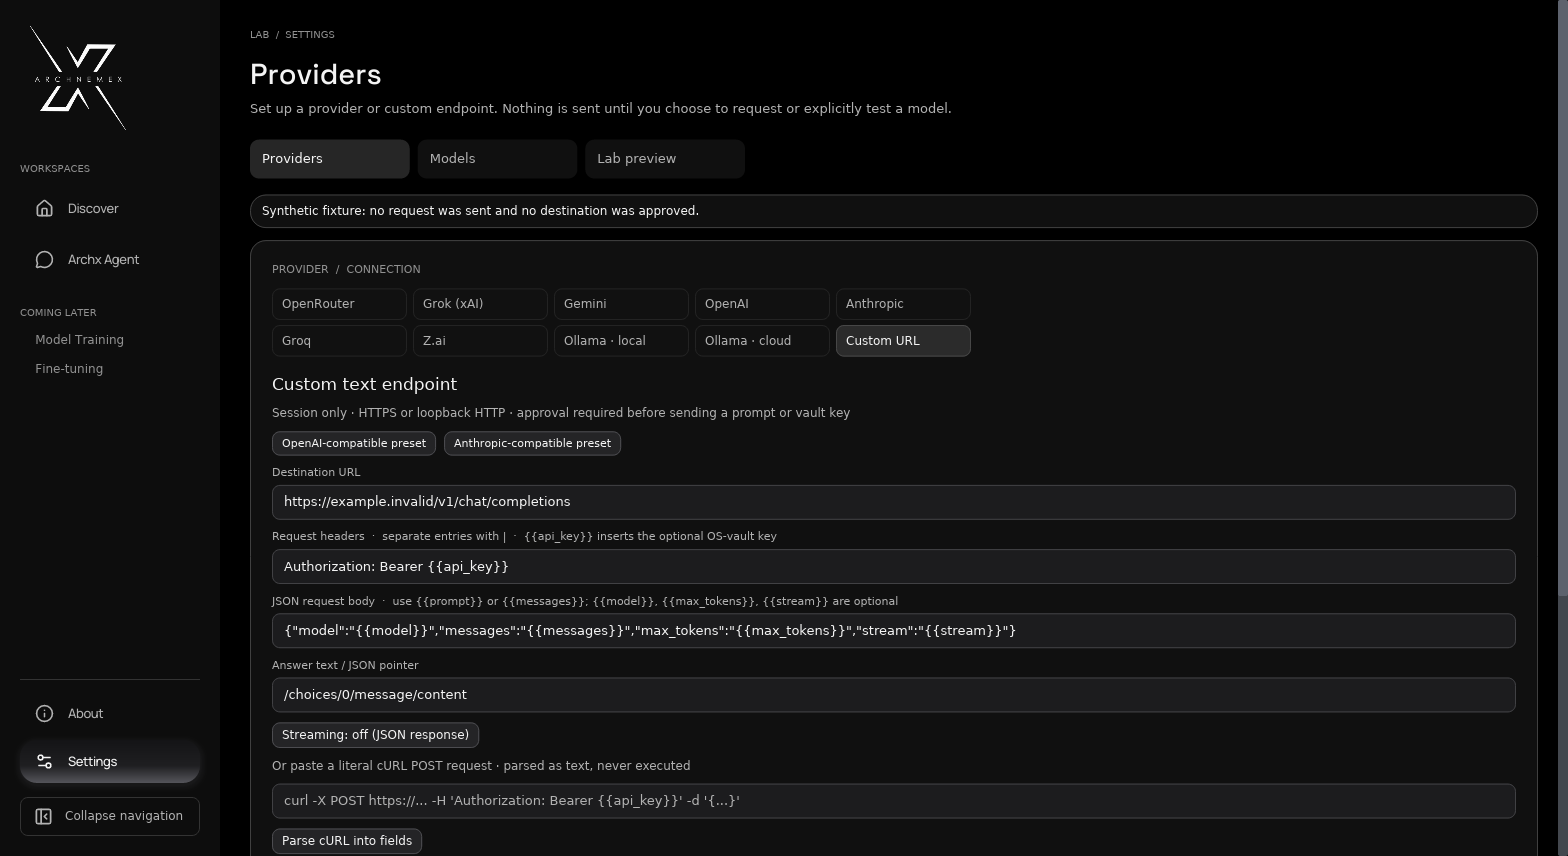 ARCHNEMEX
WORKSPACES
Discover
Archx Agent
COMING LATER
Model Training
Fine-tuning
About
Settings
Collapse navigation
LAB / SETTINGS
Providers
Set up a provider or custom endpoint. Nothing is sent until you choose to request or explicitly test a model.
Providers Models Lab preview
Synthetic fixture: no request was sent and no destination was approved.
PROVIDER / CONNECTION
OpenRouter Grok (xAI) Gemini OpenAI Anthropic
Groq Z.ai Ollama · local Ollama · cloud Custom URL
Custom text endpoint
Session only · HTTPS or loopback HTTP · approval required before sending a prompt or vault key
OpenAI-compatible preset Anthropic-compatible preset
Destination URL
https://example.invalid/v1/chat/completions
Request headers · separate entries with | · {{api_key}} inserts the optional OS-vault key
Authorization: Bearer {{api_key}}
JSON request body · use {{prompt}} or {{messages}}; {{model}}, {{max_tokens}}, {{stream}} are optional
{"model":"{{model}}","messages":"{{messages}}","max_tokens":"{{max_tokens}}","stream":"{{stream}}"}
Answer text / JSON pointer
/choices/0/message/content
Streaming: off (JSON response)
Or paste a literal cURL POST request · parsed as text, never executed
curl -X POST https://... -H 'Authorization: Bearer {{api_key}}' -d '{...}'
Parse cURL into fields